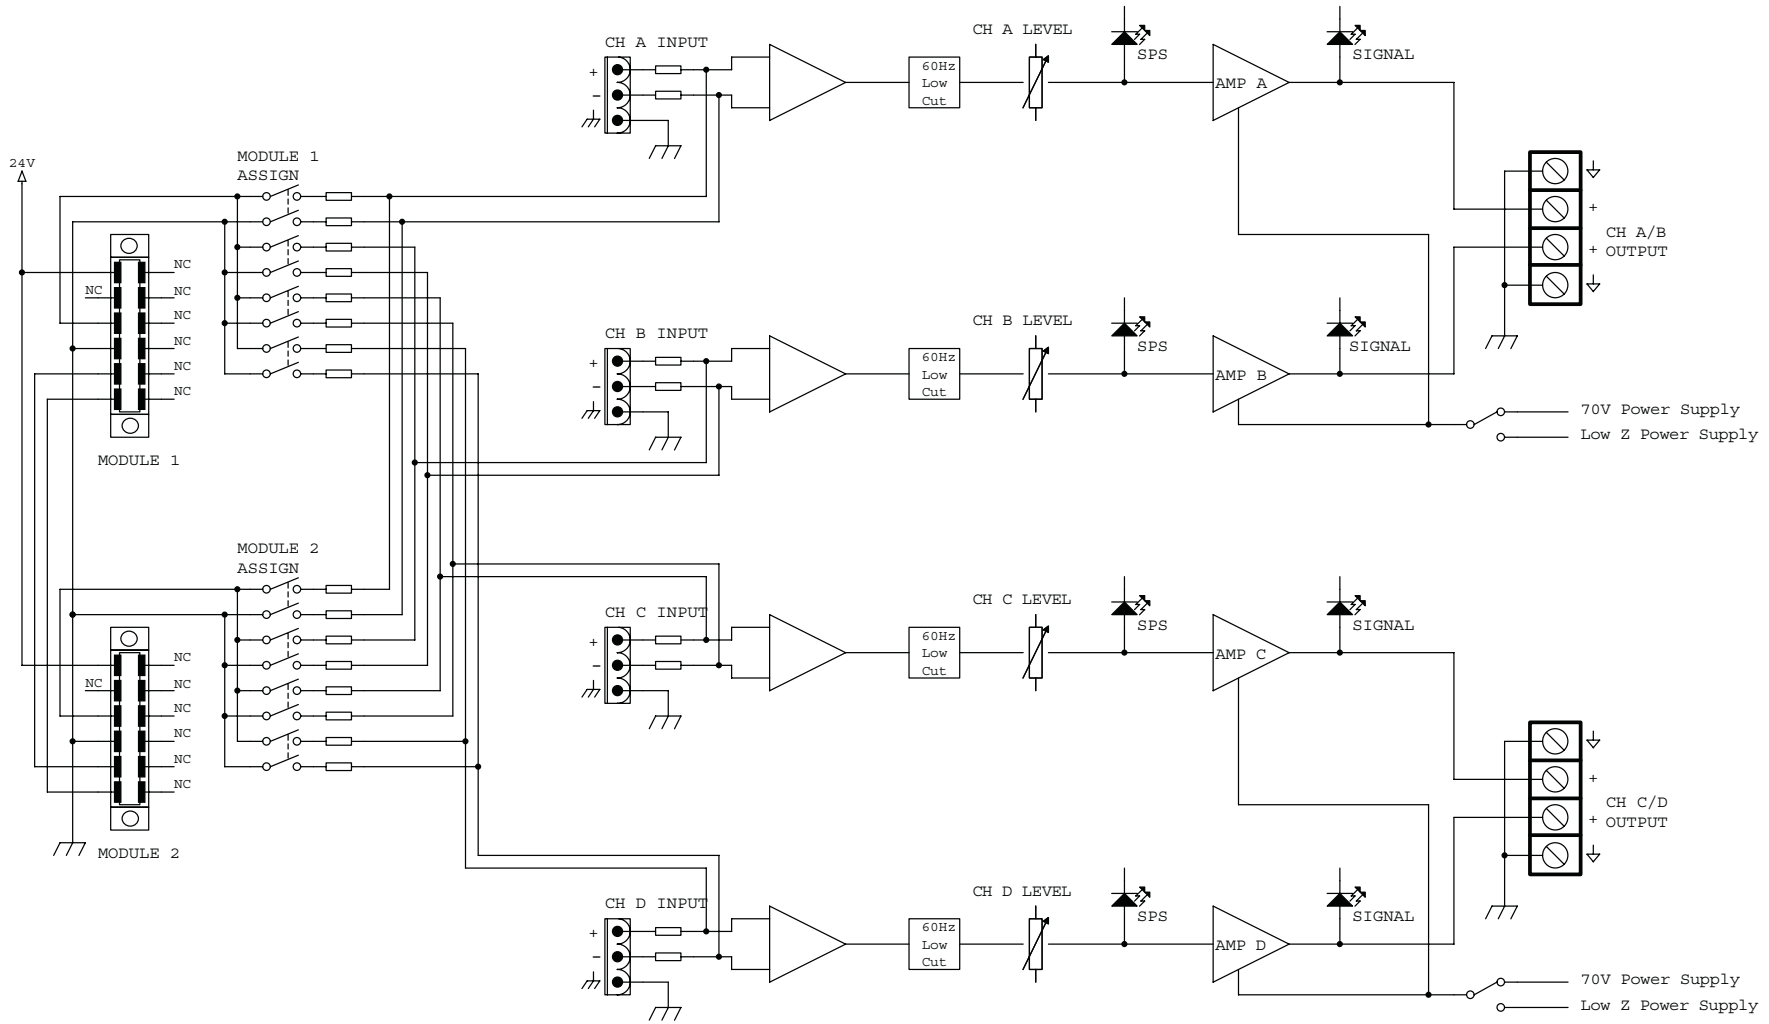 CH A INPUT
+
−
60Hz
Low
Cut
CH A LEVEL
SPS
AMP A
SIGNAL
24V
MODULE 1
ASSIGN
NC
NC
NC
NC
NC
NC
NC
MODULE 1
+
+
CH A/B
OUTPUT
CH B INPUT
+
−
60Hz
Low
Cut
CH B LEVEL
SPS
AMP B
SIGNAL
70V Power Supply
Low Z Power Supply
MODULE 2
ASSIGN
NC
NC
NC
NC
NC
NC
NC
MODULE 2
CH C INPUT
+
−
60Hz
Low
Cut
CH C LEVEL
SPS
AMP C
SIGNAL
+
+
CH C/D
OUTPUT
CH D INPUT
+
−
60Hz
Low
Cut
CH D LEVEL
SPS
AMP D
SIGNAL
70V Power Supply
Low Z Power Supply